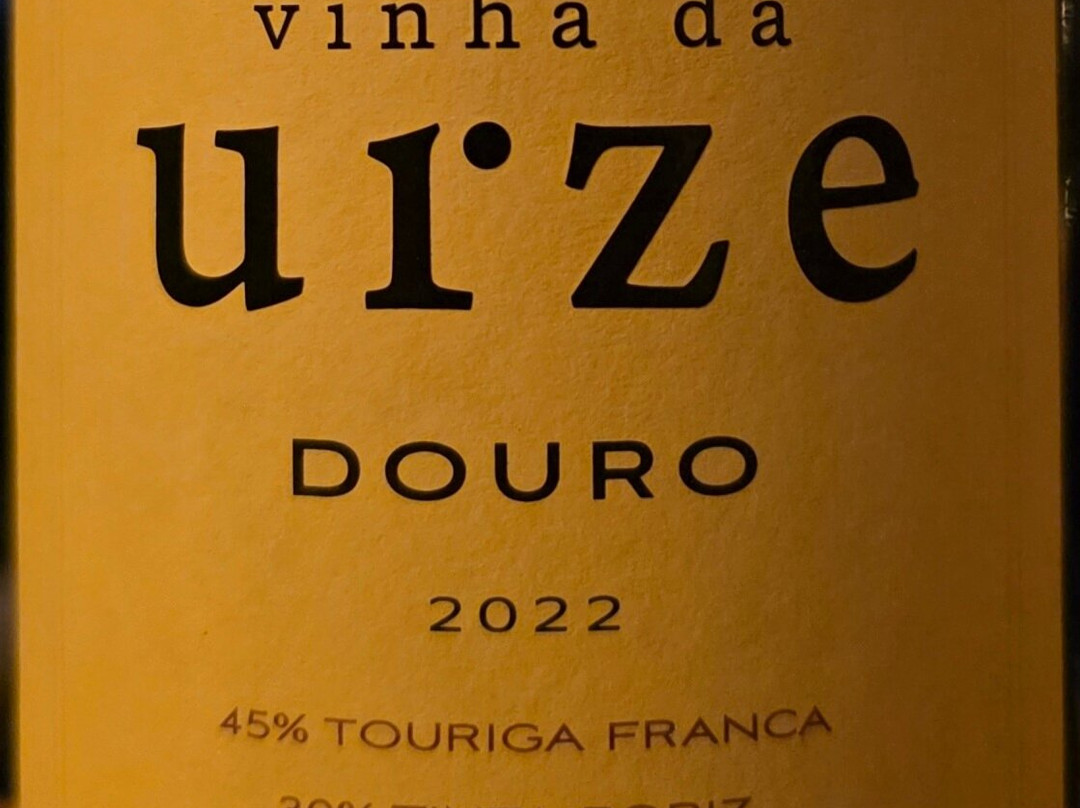 vinha da
urze
DOURO
2022
45% TOURIGA FRANCA